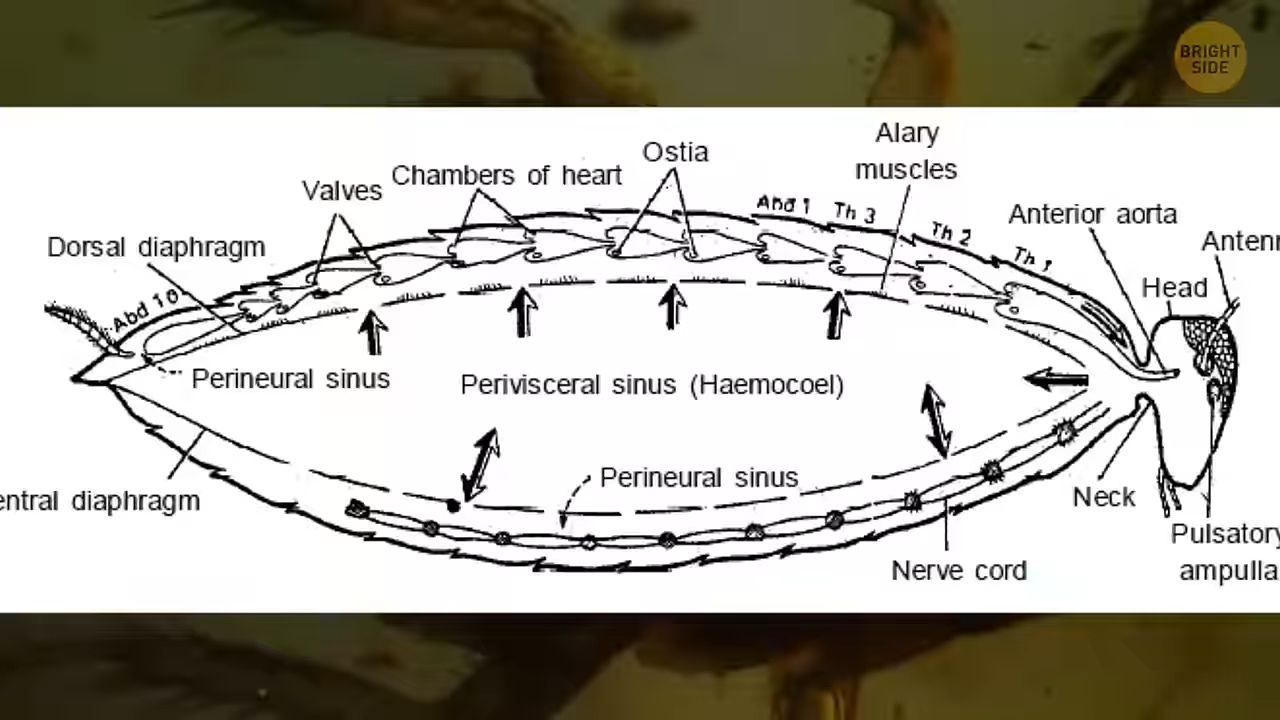 BRIGHT
SIDE
Alary
muscles
Ostia
Chambers of heart
Valves
Abd 1
Th 3
Th 2
Th 1
Anterior aorta
Antenn
Dorsal diaphragm
Head
Abd 10
Perineural sinus
Perivisceral sinus (Haemocoel)
Perineural sinus
entral diaphragm
Neck
Pulsatory
ampulla
Nerve cord